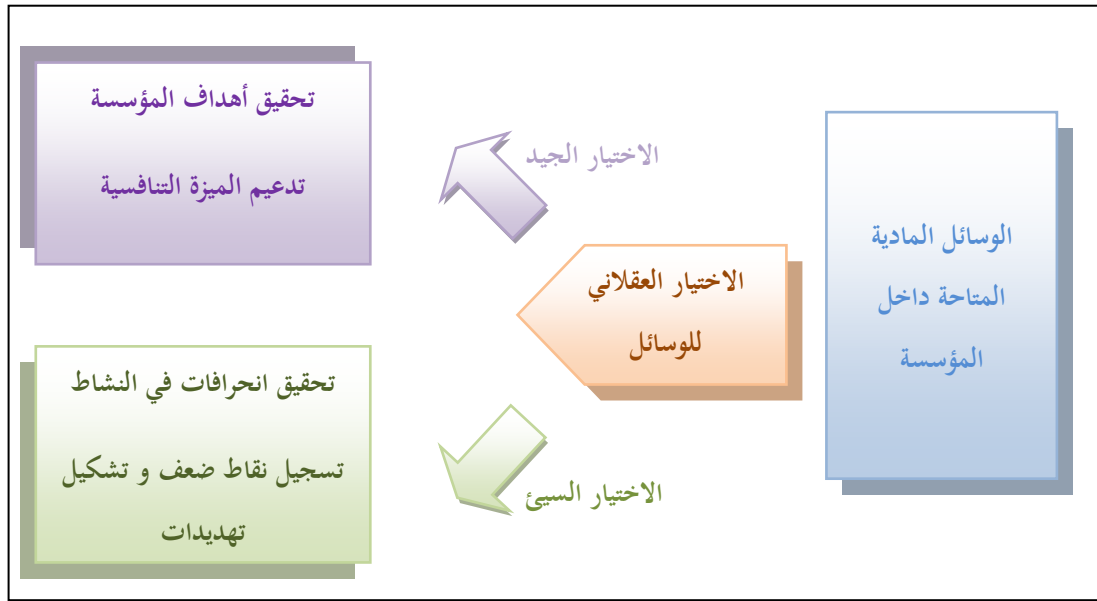 الوسائل المادية
المتاحة داخل
المؤسسة
الاختيار العقلاني
للوسائل
الاختيار الجيد
تحقيق أهداف المؤسسة
تدعيم الميزة التنافسية
الاختيار السيئ
تحقيق انحرافات في النشاط
تسجيل نقاط ضعف و تشكيل
تهديدات